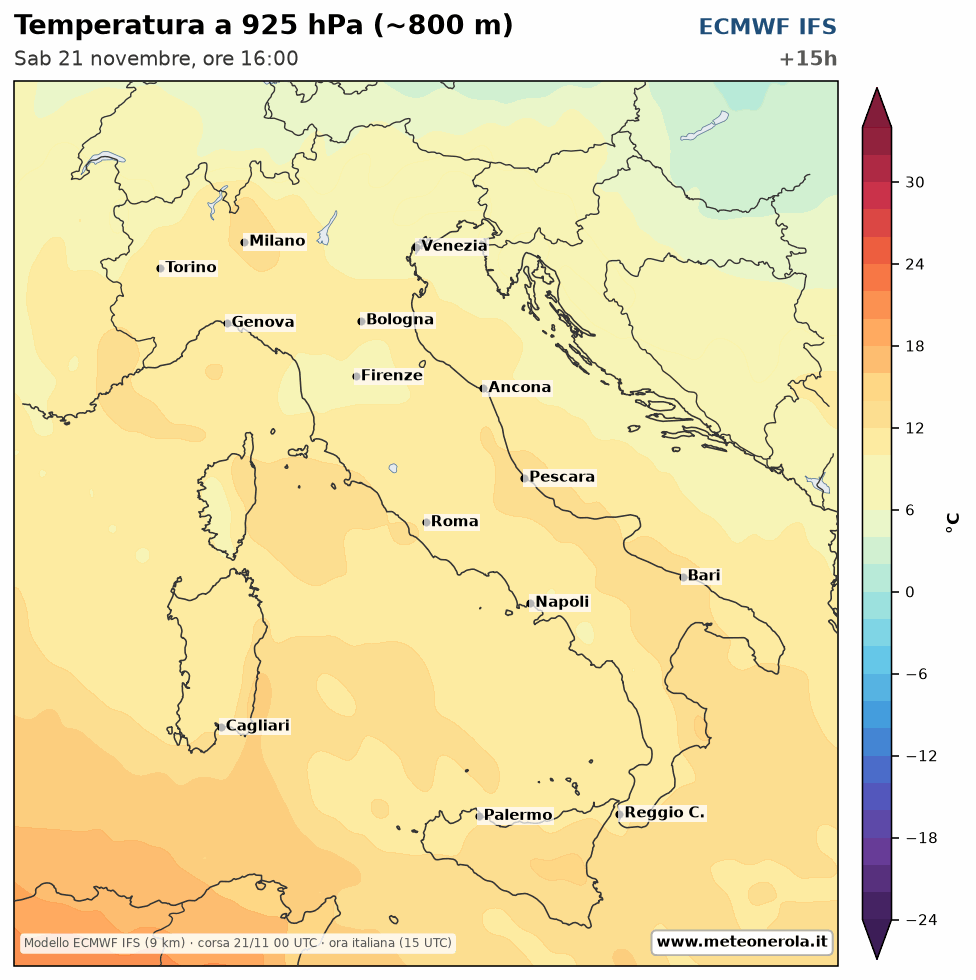 Temperatura a 925 hPa (~800 m)
ECMWF IFS
Sab 21 novembre, ore 16:00
+15h
Milano
Venezia
Torino
Genova
Bologna
Firenze
Ancona
Pescara
Roma
Bari
Napoli
Cagliari
Palermo
Reggio C.
30
24
18
12
6
0
−6
−12
−18
−24
°C
Modello ECMWF IFS (9 km) · corsa 21/11 00 UTC · ora italiana (15 UTC)
www.meteonerola.it